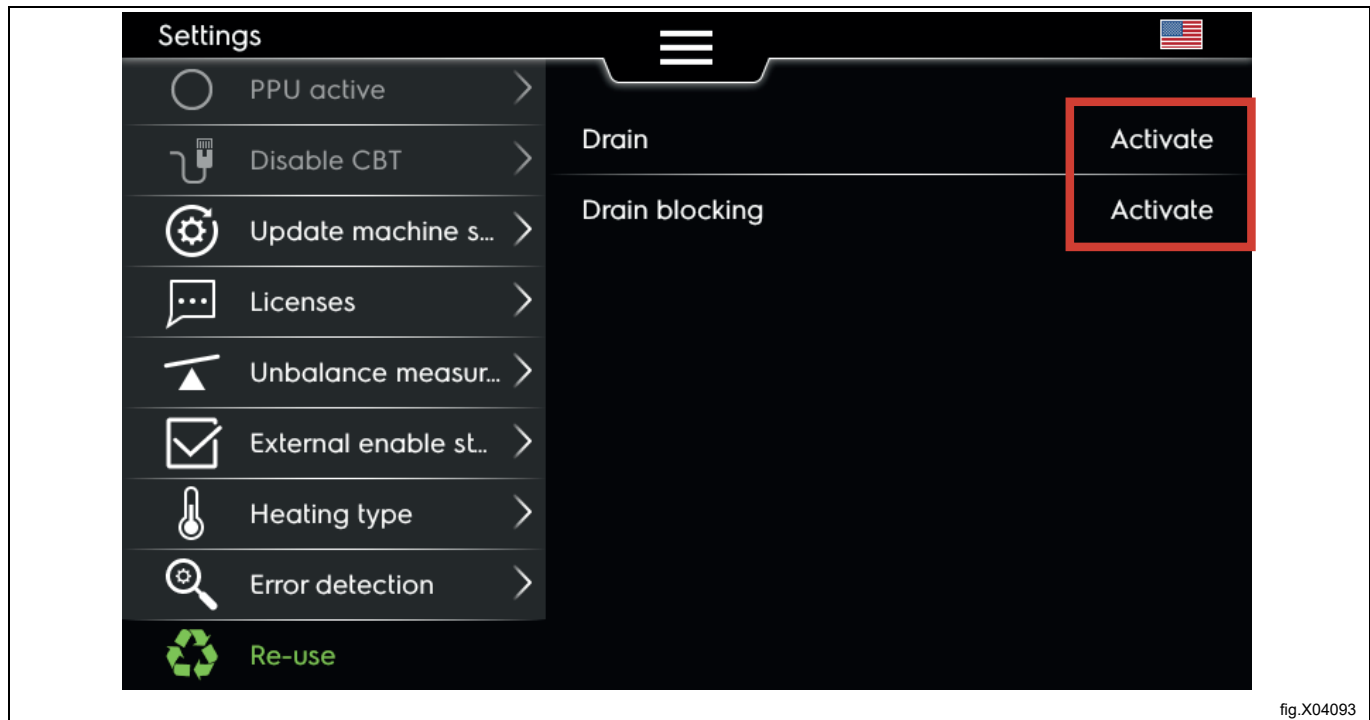 Settings
PPU active
Disable CBT
Update machine s...
Licenses
Unbalance measur...
External enable st...
Heating type
Error detection
Re-use
Drain Activate
Drain blocking Activate
fig.X04093